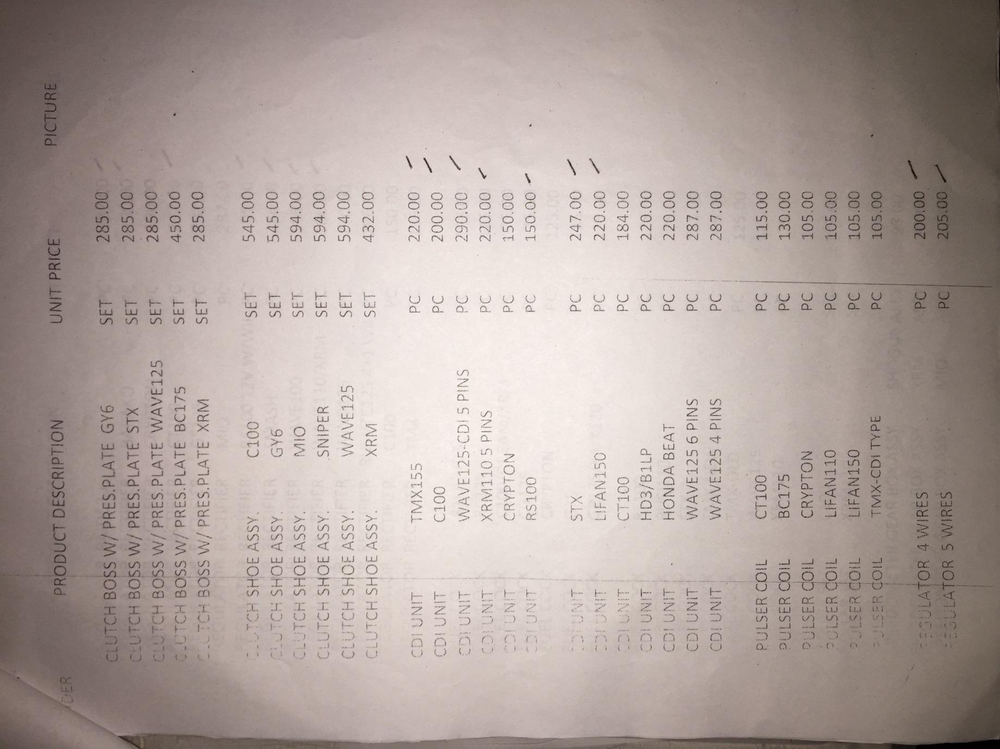 DER PRODUCT DESCRIPTION UNIT PRICE PICTURE
CLUTCH BOSS W/ PRES.PLATE GY6 SET 285.00
CLUTCH BOSS W/ PRES.PLATE STX SET 285.00
CLUTCH BOSS W/ PRES.PLATE WAVE125 SET 285.00
CLUTCH BOSS W/ PRES.PLATE BC175 SET 450.00
CLUTCH BOSS W/ PRES.PLATE XRM SET 285.00
CLUTCH SHOE ASSY. C100 SET 545.00
CLUTCH SHOE ASSY. GY6 SET 545.00
CLUTCH SHOE ASSY. MIO SET 594.00
CLUTCH SHOE ASSY. SNIPER SET 594.00
CLUTCH SHOE ASSY. WAVE125 SET 594.00
CLUTCH SHOE ASSY. XRM SET 432.00
CDI UNIT TMX155 PC 220.00
CDI UNIT C100 PC 200.00
CDI UNIT WAVE125-CDI 5 PINS PC 290.00
CDI UNIT XRM110 5 PINS PC 220.00
CDI UNIT CRYPTON PC 150.00
CDI UNIT RS100 PC 150.00
CDI UNIT STX PC 247.00
CDI UNIT LIFAN150 PC 220.00
CDI UNIT CT100 PC 184.00
CDI UNIT HD3/B1LP PC 220.00
CDI UNIT HONDA BEAT PC 220.00
CDI UNIT WAVE125 6 PINS PC 287.00
CDI UNIT WAVE125 4 PINS PC 287.00
PULSER COIL CT100 PC 115.00
PULSER COIL BC175 PC 130.00
PULSER COIL CRYPTON PC 105.00
PULSER COIL LIFAN110 PC 105.00
PULSER COIL LIFAN150 PC 105.00
PULSER COIL TMX-CDI TYPE PC 105.00
REGULATOR 4 WIRES PC 200.00
REGULATOR 5 WIRES PC 205.00